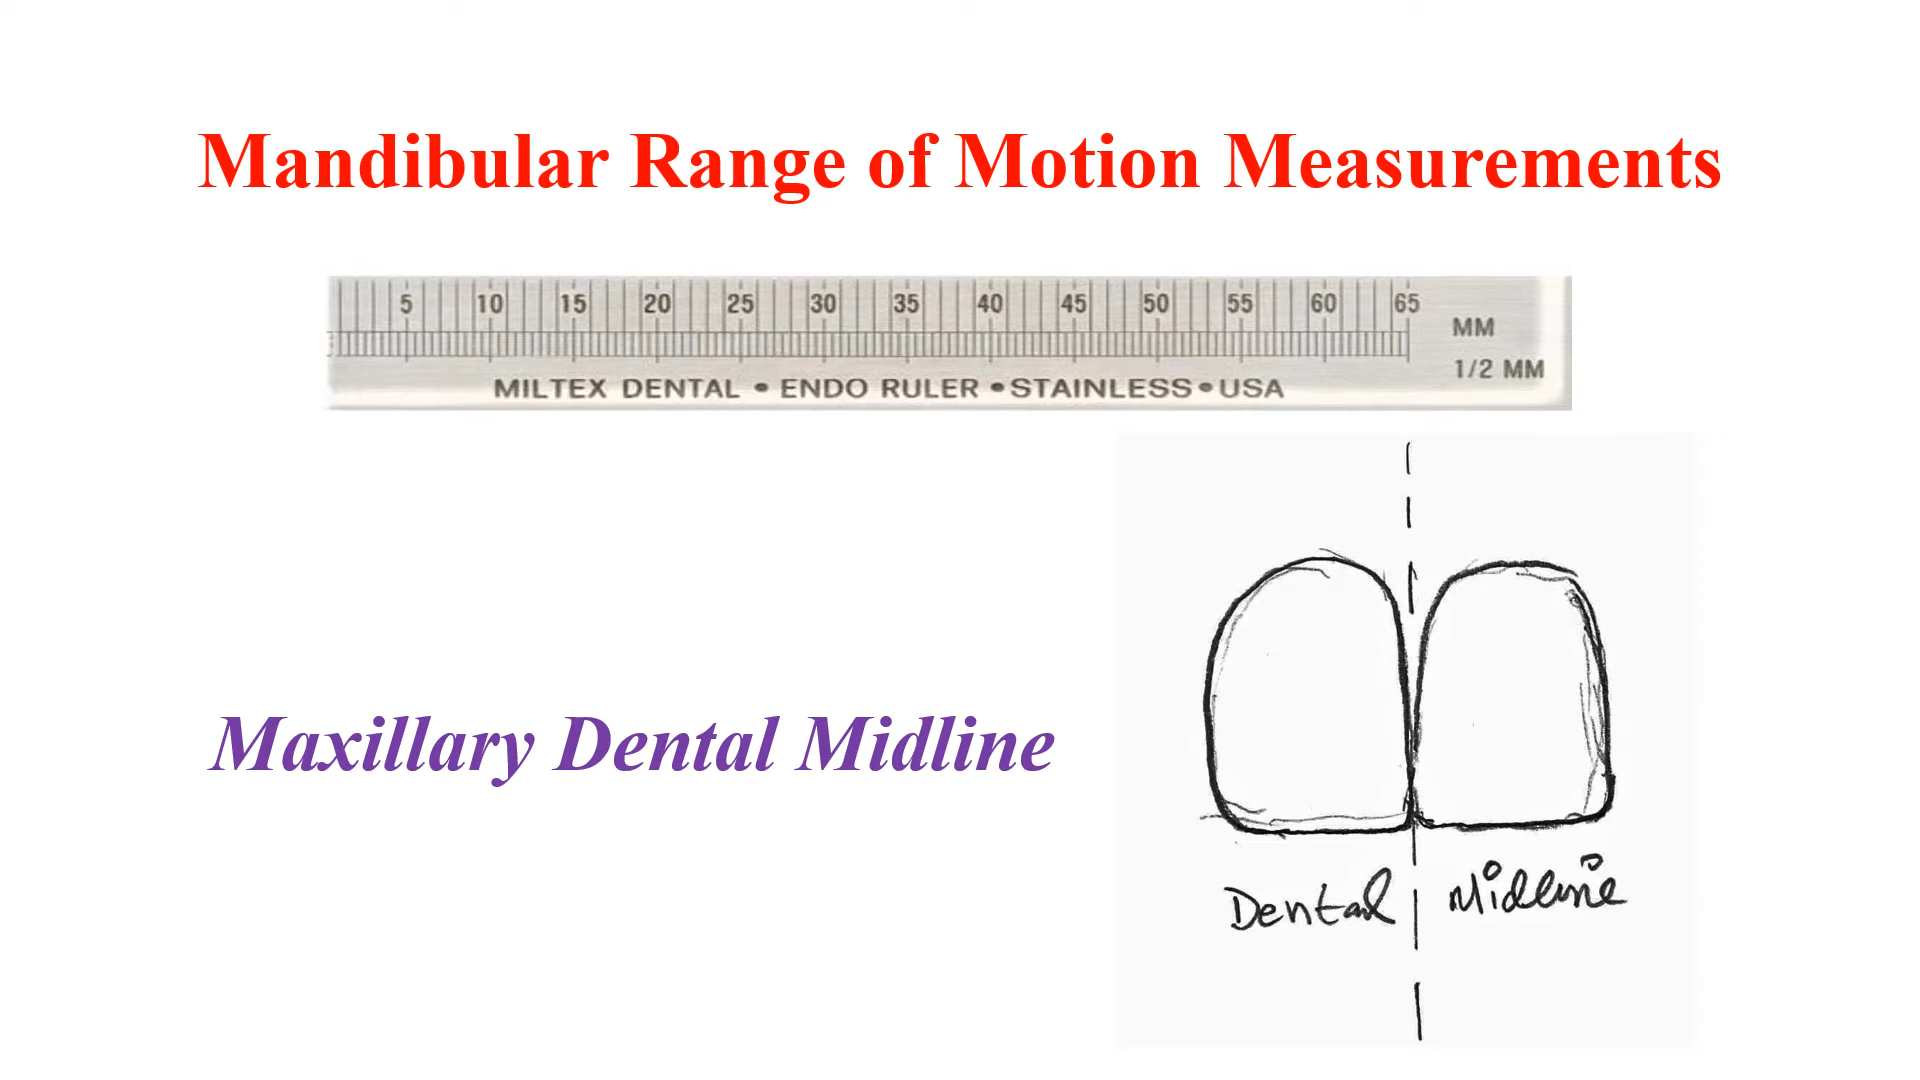 Mandibular Range of Motion Measurements
5 10 15 20 25 30 35 40 45 50 55 60 65
MM
1/2 MM
MILTEX DENTAL • ENDO RULER • STAINLESS • USA
Maxillary Dental Midline
Dental Midline